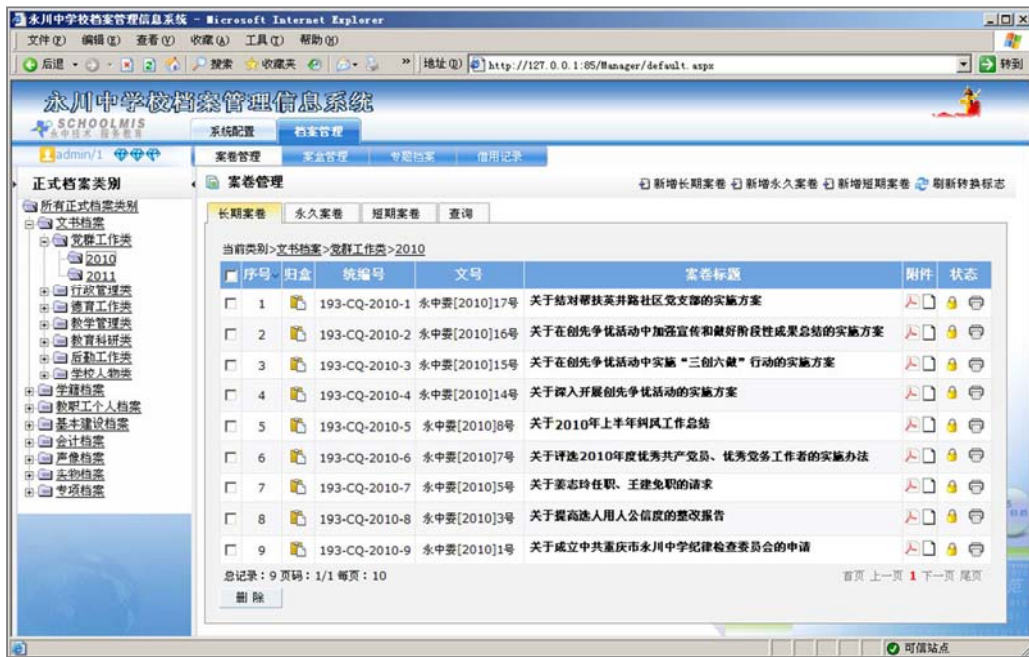 永川中学校档案管理信息系统 - Microsoft Internet Explorer
文件(F) 编辑(E) 查看(V) 收藏(A) 工具(T) 帮助(H)
后退 搜索 收藏夹 » 地址(D) http://127.0.0.1:85/Manager/default.aspx 转到
永川中学校档案管理信息系统
SCHOOLMIS
永中技术 服务教育
系统配置 档案管理
admin/1 案卷管理 案盒管理 专题档案 借用记录
正式档案类别
所有正式档案类别
文书档案
党群工作类
2010
2011
行政管理类
德育工作类
教学管理类
教育科研类
后勤工作类
学校人物类
学籍档案
教职工个人档案
基本建设档案
会计档案
声像档案
实物档案
专项档案
案卷管理 新增长期案卷 新增永久案卷 新增短期案卷 刷新转换标志
长期案卷 永久案卷 短期案卷 查询
当前类别>文书档案>党群工作类>2010
序号 归盒 统编号 文号 案卷标题 附件 状态
1 193-CQ-2010-1 永中委[2010]17号 关于结对帮扶英井路社区党支部的实施方案
2 193-CQ-2010-2 永中委[2010]16号 关于在创先争优活动中加强宣传和做好阶段性成果总结的实施方案
3 193-CQ-2010-3 永中委[2010]15号 关于在创先争优活动中实施“三创六做”行动的实施方案
4 193-CQ-2010-4 永中委[2010]14号 关于深入开展创先争优活动的实施方案
5 193-CQ-2010-5 永中委[2010]8号 关于2010年上半年纠风工作总结
6 193-CQ-2010-6 永中委[2010]7号 关于评选2010年度优秀共产党员、优秀党务工作者的实施办法
7 193-CQ-2010-7 永中委[2010]5号 关于姜志玲任职、王建免职的请求
8 193-CQ-2010-8 永中委[2010]3号 关于提高选人用人公信度的整改报告
9 193-CQ-2010-9 永中委[2010]1号 关于成立中共重庆市永川中学纪律检查委员会的申请
总记录：9 页码：1/1 每页：10 首页 上一页 1 下一页 尾页
删 除
可信站点